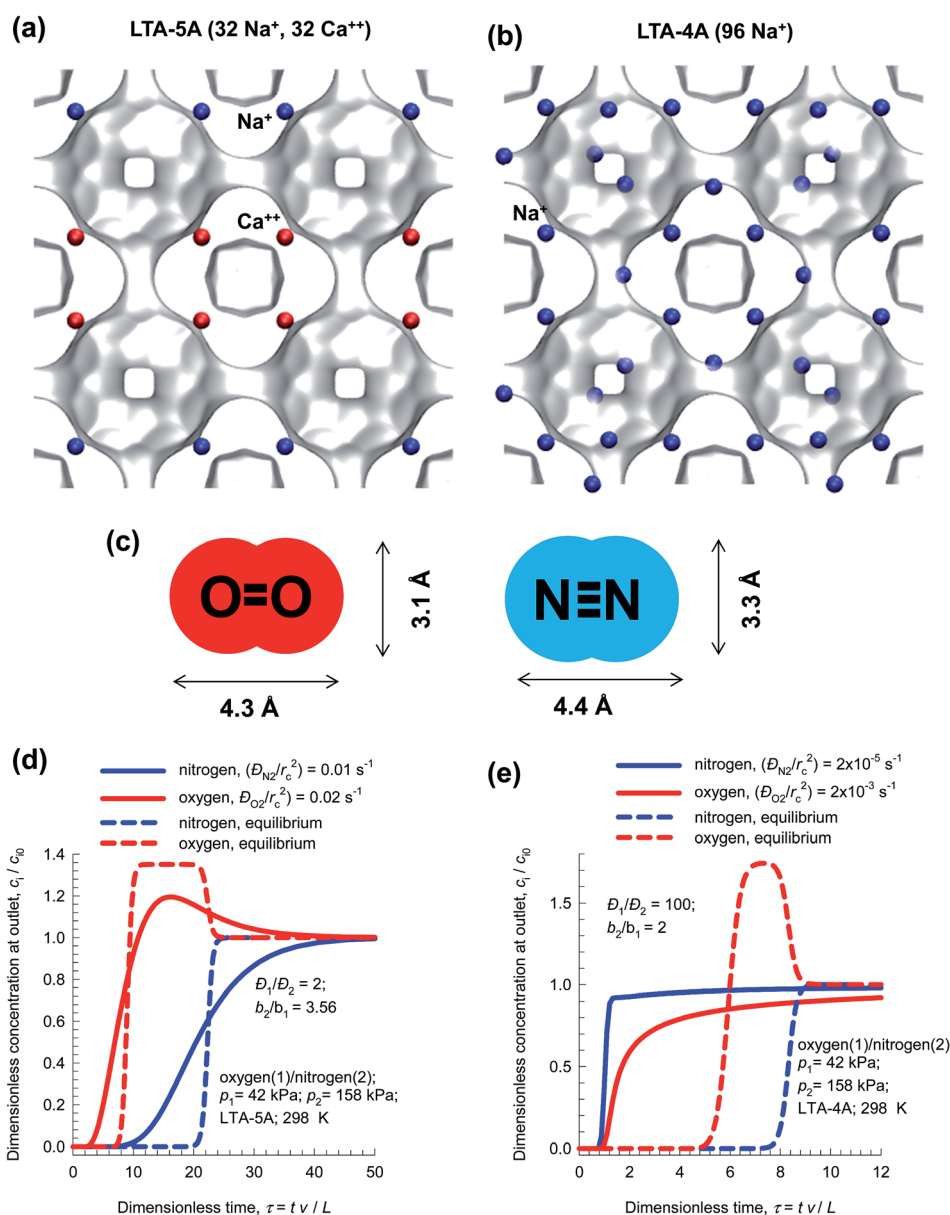 (a)
LTA-5A (32 Na⁺, 32 Ca⁺⁺)
Na⁺
Ca⁺⁺
(b)
LTA-4A (96 Na⁺)
Na⁺
(c)
O=O
3.1 Å
4.3 Å
N≡N
3.3 Å
4.4 Å
(d)
nitrogen, (Đ_N2/r_c²) = 0.01 s⁻¹
oxygen, (Đ_O2/r_c²) = 0.02 s⁻¹
nitrogen, equilibrium
oxygen, equilibrium
Dimensionless concentration at outlet, c_i / c_i0
1.4
1.2
1.0
0.8
0.6
0.4
0.2
0.0
Đ₁/Đ₂ = 2;
b₂/b₁ = 3.56
oxygen(1)/nitrogen(2);
p₁= 42 kPa; p₂= 158 kPa;
LTA-5A; 298 K
0 10 20 30 40 50
Dimensionless time, τ = t v / L
(e)
nitrogen, (Đ_N2/r_c²) = 2x10⁻⁵ s⁻¹
oxygen, (Đ_O2/r_c²) = 2x10⁻³ s⁻¹
nitrogen, equilibrium
oxygen, equilibrium
Dimensionless concentration at outlet, c_i / c_i0
1.5
1.0
0.5
0.0
Đ₁/Đ₂ = 100;
b₂/b₁ = 2
oxygen(1)/nitrogen(2)
p₁= 42 kPa;
p₂= 158 kPa;
LTA-4A; 298 K
0 2 4 6 8 10 12
Dimensionless time, τ = t v / L